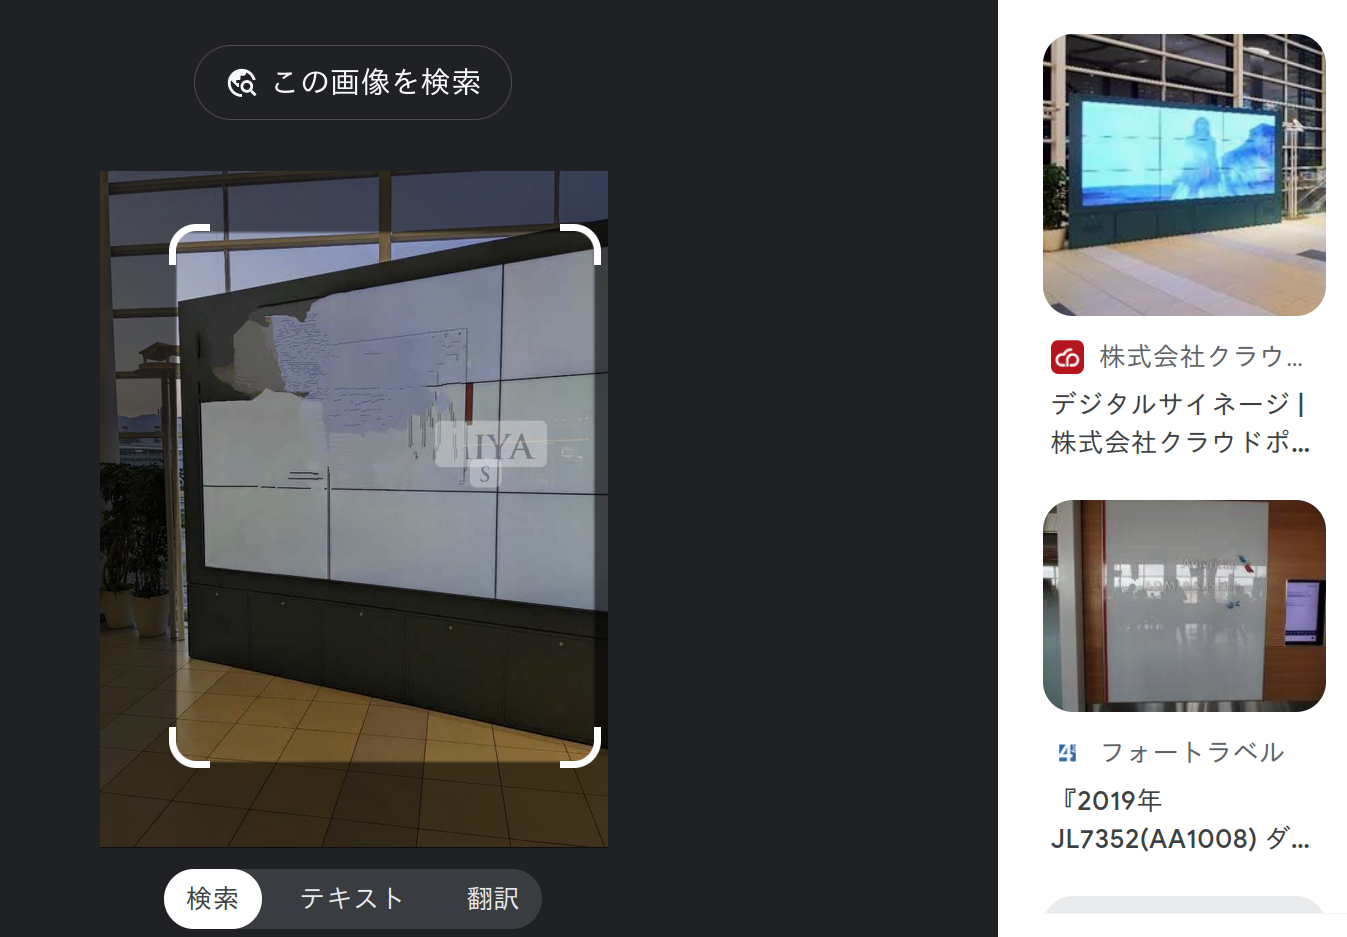 この画像を検索
IYA
S
検索
テキスト
翻訳
株式会社クラウ...
デジタルサイネージ |
株式会社クラウドポ...
フォートラベル
『2019年
JL7352(AA1008) ダ...